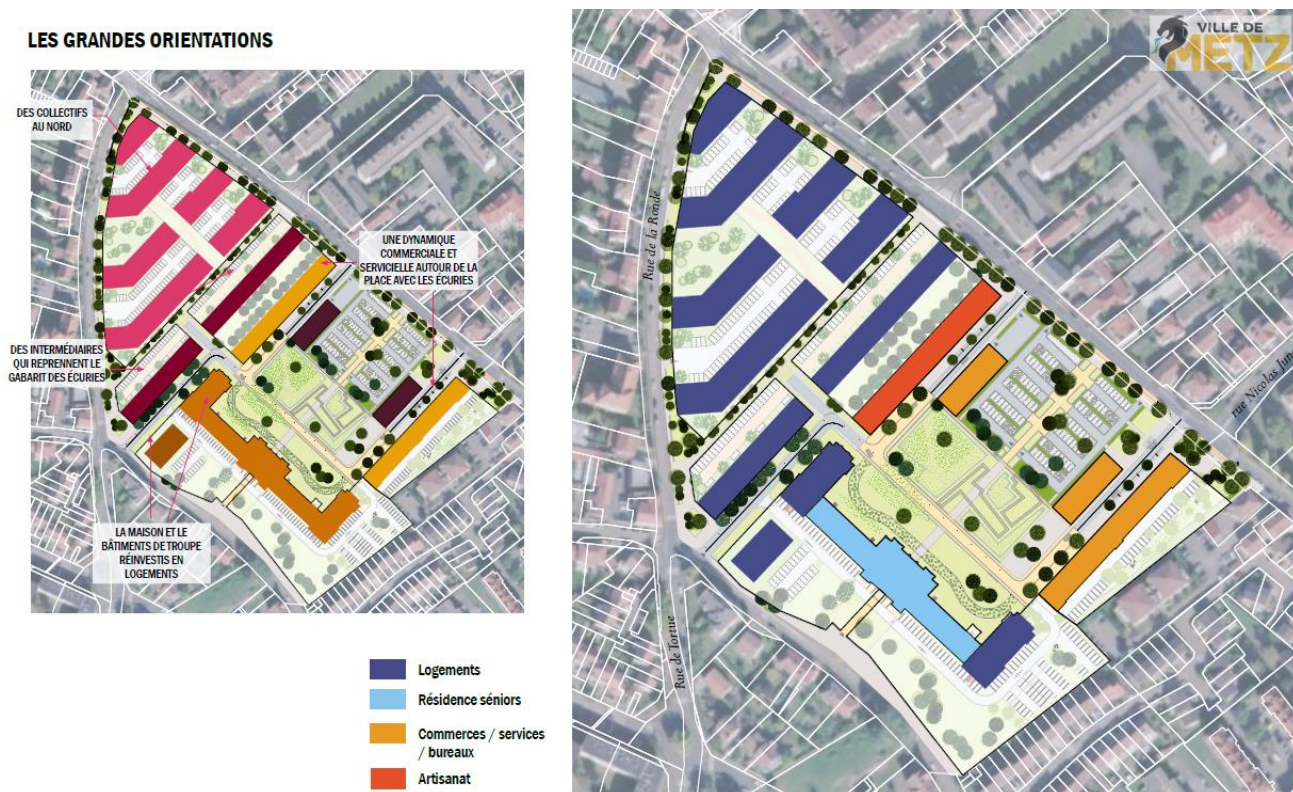 LES GRANDES ORIENTATIONS
DES COLLECTIFS
AU NORD
UNE DYNAMIQUE
COMMERCIALE ET
SERVICIELLE AUTOUR DE LA
PLACE AVEC LES ÉCURIES
DES INTERMÉDIAIRES
QUI REPRENNENT LE
GABARIT DES ÉCURIES
LA MAISON ET LE
BÂTIMENTS DE TROUPE
RÉINVESTIS EN
LOGEMENTS
Logements
Résidence séniors
Commerces / services
/ bureaux
Artisanat
VILLE DE
METZ
Rue de la Ronde
rue Nicolas
Rue de Tortue